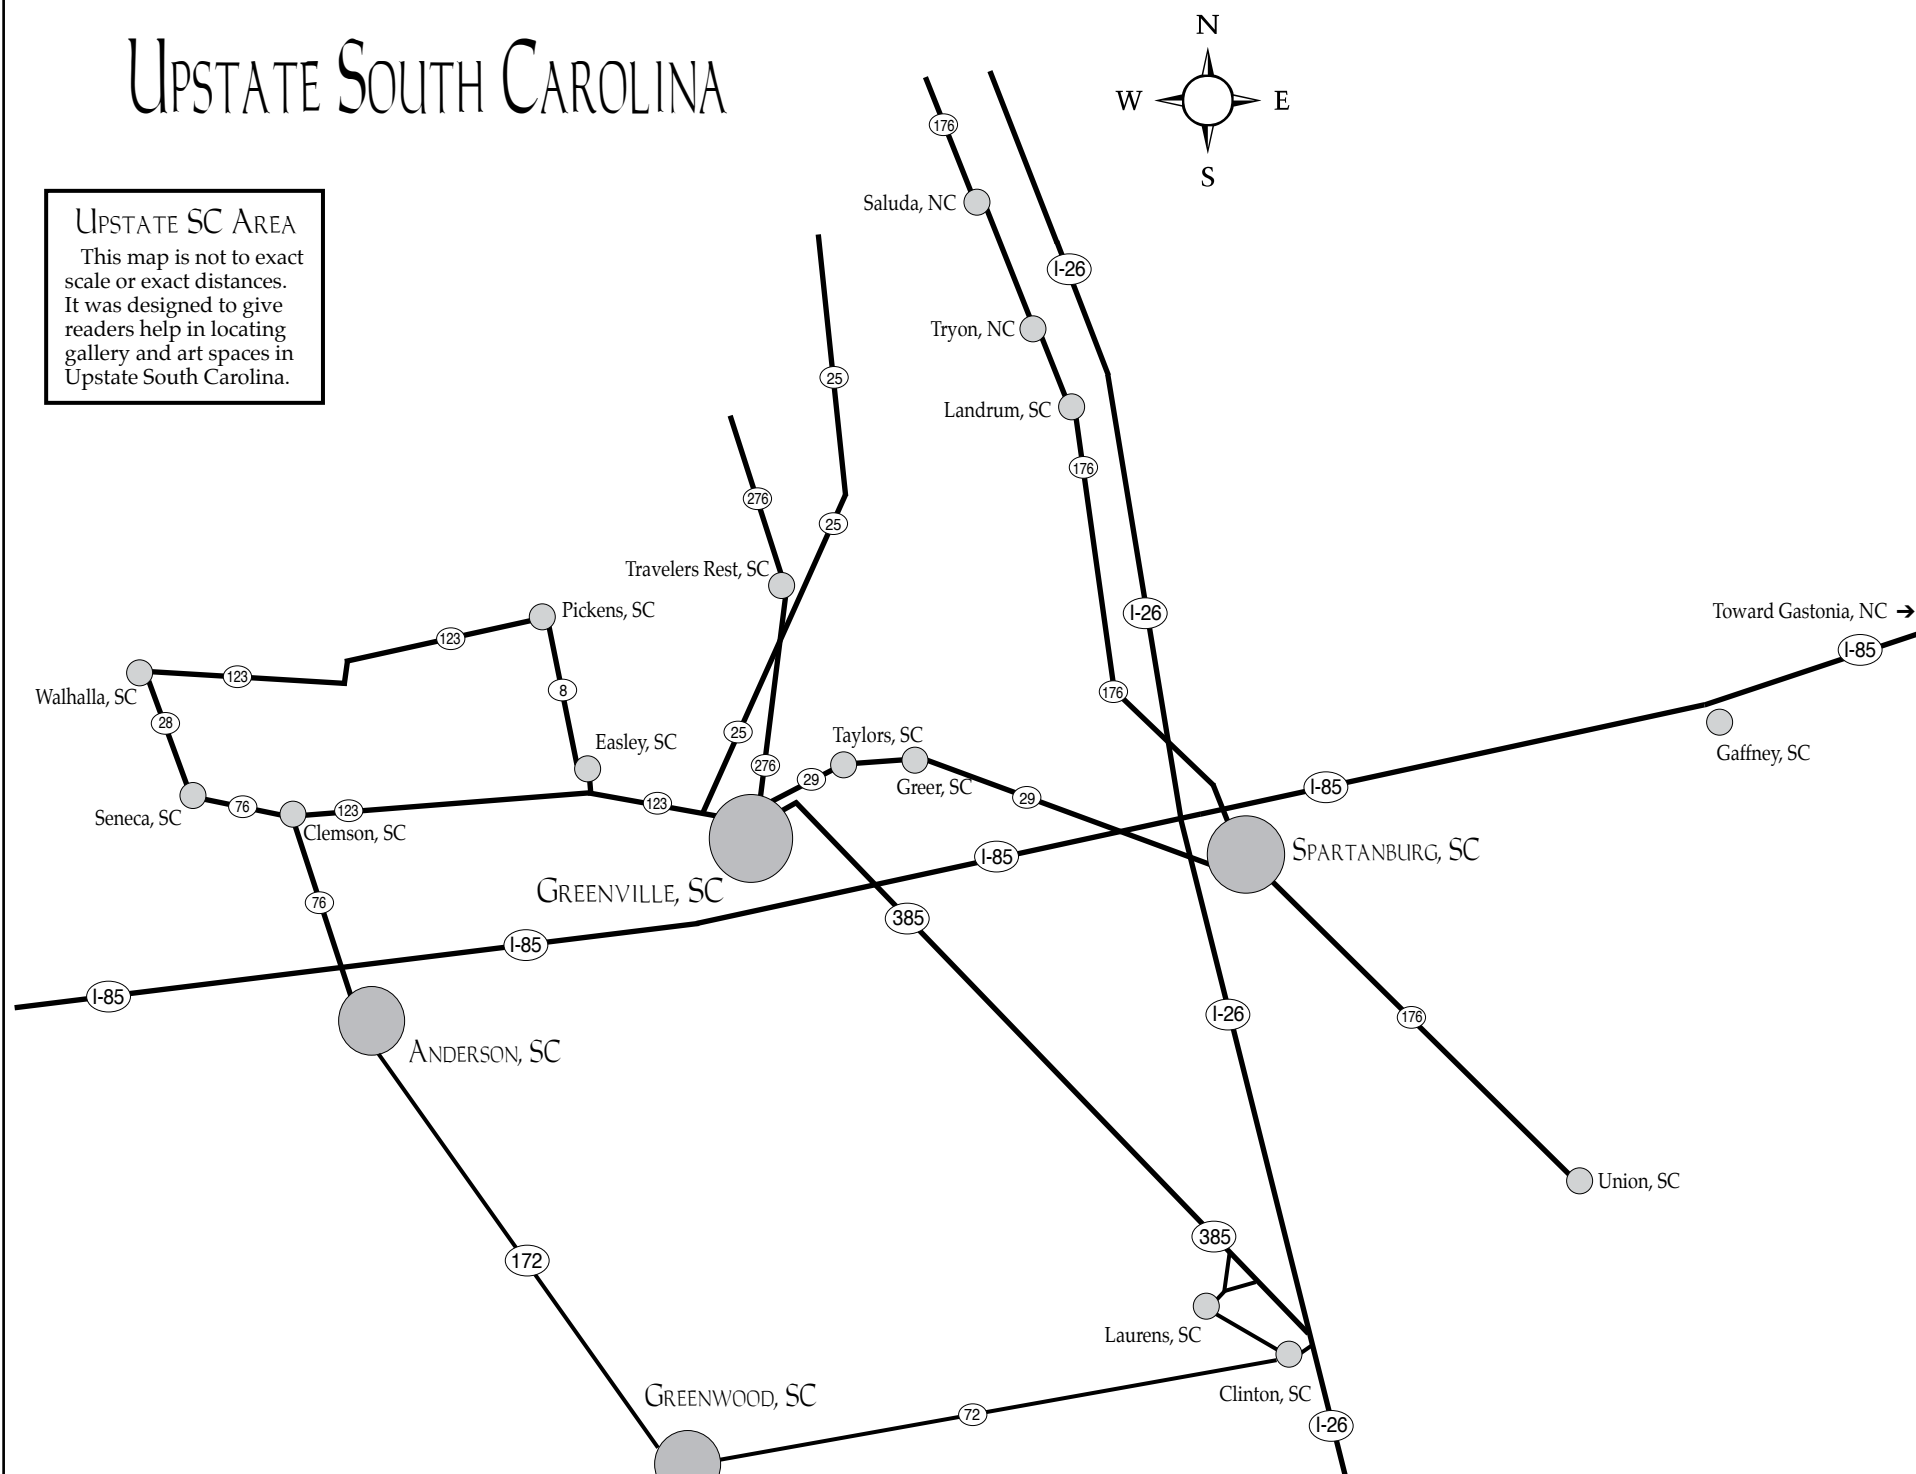 UPSTATE SOUTH CAROLINA
N
W E
S
UPSTATE SC AREA
This map is not to exact
scale or exact distances.
It was designed to give
readers help in locating
gallery and art spaces in
Upstate South Carolina.
176
Saluda, NC
I-26
Tryon, NC
25
Landrum, SC
176
276
25
Travelers Rest, SC
Pickens, SC
I-26
Toward Gastonia, NC ➔
123
I-85
123
Walhalla, SC
8
176
28
25
Taylors, SC
Easley, SC
Gaffney, SC
276
29
Greer, SC
I-85
29
76
123
123
Seneca, SC
Clemson, SC
SPARTANBURG, SC
I-85
GREENVILLE, SC
76
385
I-85
I-85
I-26
176
ANDERSON, SC
Union, SC
385
172
Laurens, SC
GREENWOOD, SC
Clinton, SC
72
I-26